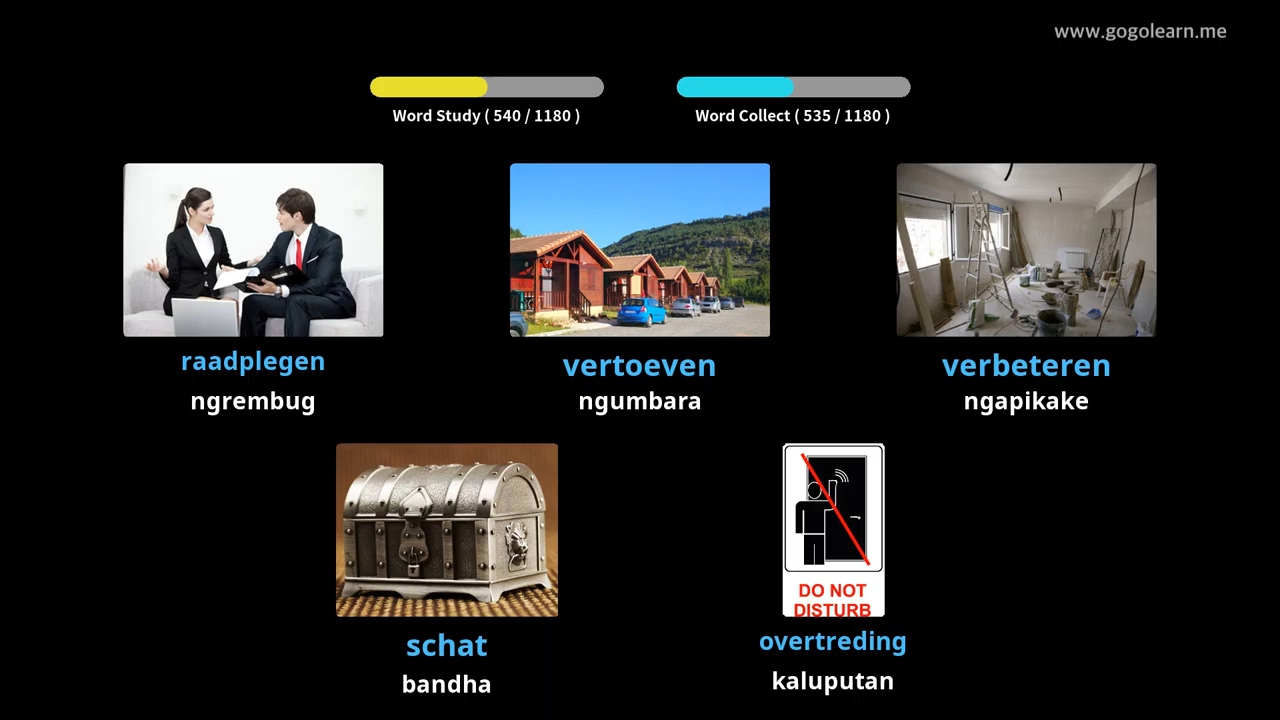 www.gogolearn.me
Word Study ( 540 / 1180 )
Word Collect ( 535 / 1180 )
raadplegen
ngrembug
vertoeven
ngumbara
verbeteren
ngapikake
DO NOT
DISTURB
schat
bandha
overtreding
kaluputan